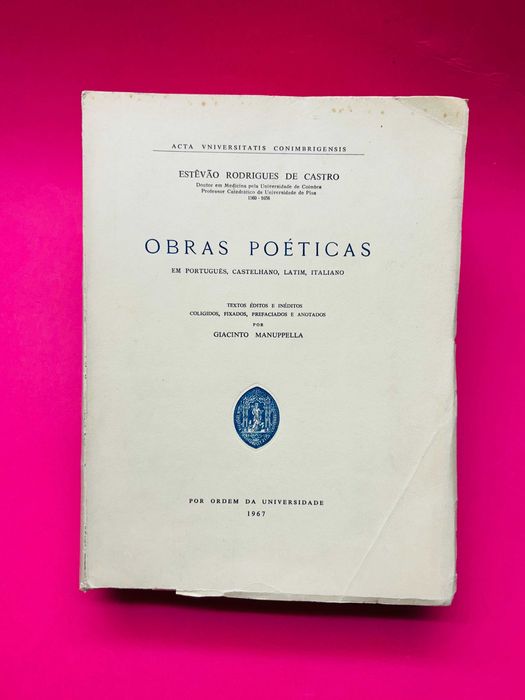 ACTA VNIVERSITATIS CONIMBRIGENSIS
ESTÊVÃO RODRIGUES DE CASTRO
Doutor em Medicina pela Universidade de Coimbra
Professor Catedrático da Universidade de Pisa
1560-1638
OBRAS POÉTICAS
EM PORTUGUÊS, CASTELHANO, LATIM, ITALIANO
TEXTOS ÉDITOS E INÉDITOS
COLIGIDOS, FIXADOS, PREFACIADOS E ANOTADOS
POR
GIACINTO MANUPPELLA
POR ORDEM DA UNIVERSIDADE
1967